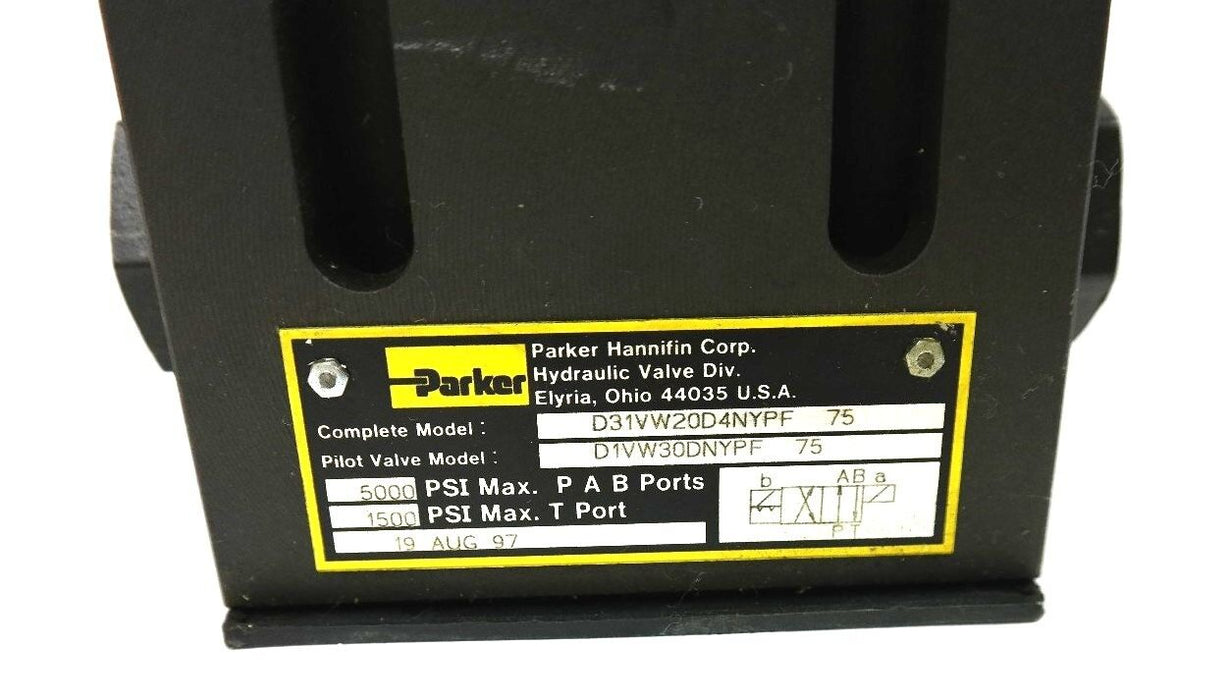 Parker
Parker Hannifin Corp.
Hydraulic Valve Div.
Elyria, Ohio 44035 U.S.A.
Complete Model : D31VW20D4NYPF 75
Pilot Valve Model : D1VW30DNYPF 75
5000 PSI Max. P A B Ports
1500 PSI Max. T Port
19 AUG 97
b A B a
P T